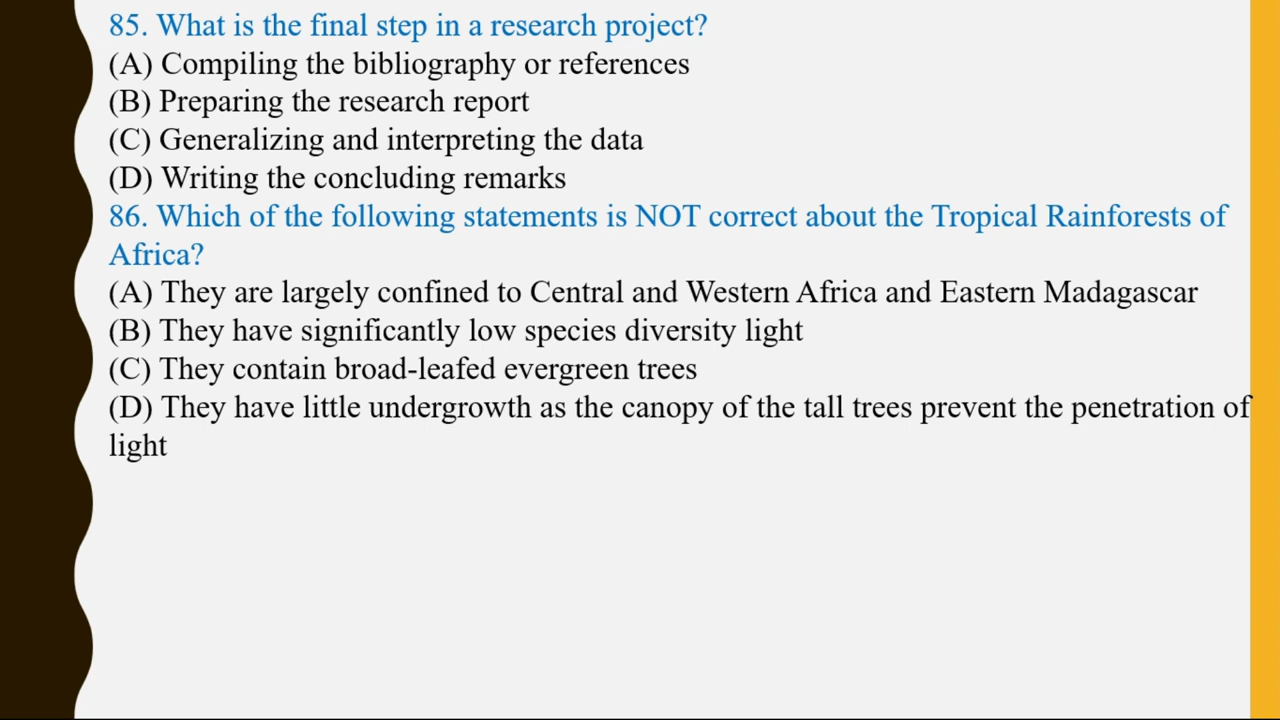 85. What is the final step in a research project?
(A) Compiling the bibliography or references
(B) Preparing the research report
(C) Generalizing and interpreting the data
(D) Writing the concluding remarks
86. Which of the following statements is NOT correct about the Tropical Rainforests of
Africa?
(A) They are largely confined to Central and Western Africa and Eastern Madagascar
(B) They have significantly low species diversity light
(C) They contain broad-leafed evergreen trees
(D) They have little undergrowth as the canopy of the tall trees prevent the penetration of
light